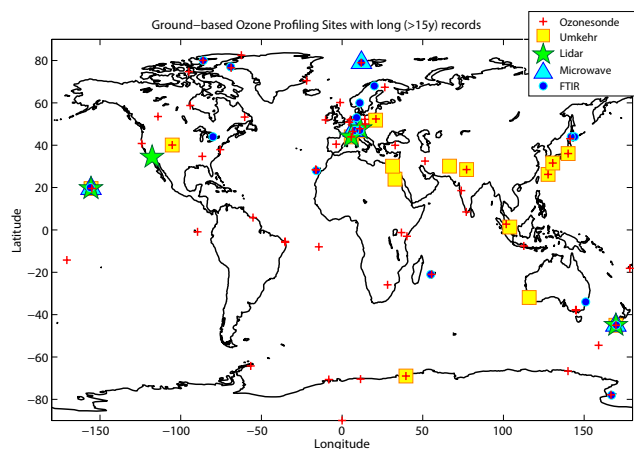 Ground−based Ozone Profiling Sites with long (>15y) records
Ozonesonde
Umkehr
Lidar
Microwave
FTIR
80
60
40
20
0
−20
−40
−60
−80
Latitude
−150
−100
−50
0
50
100
150
Longitude